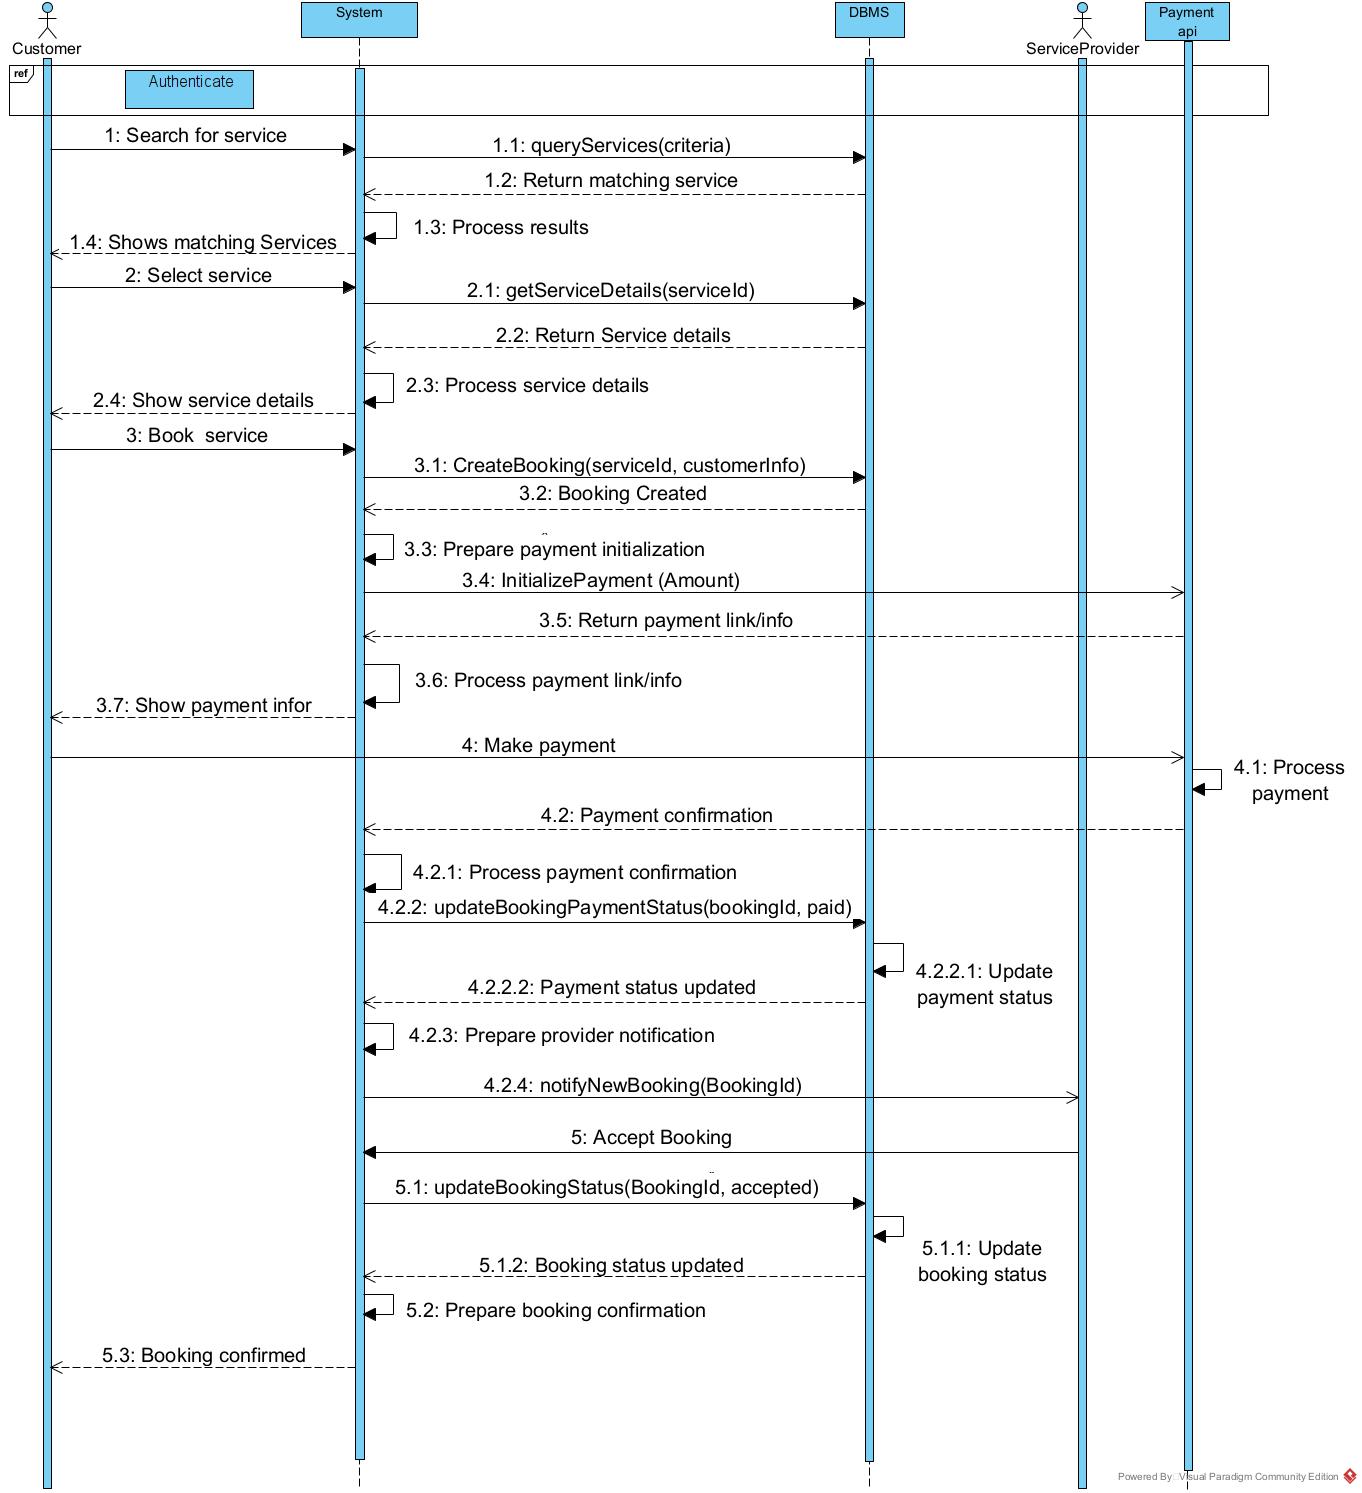 Customer
System
DBMS
ServiceProvider
Payment
api
ref
Authenticate
1: Search for service
1.1: queryServices(criteria)
1.2: Return matching service
1.3: Process results
1.4: Shows matching Services
2: Select service
2.1: getServiceDetails(serviceId)
2.2: Return Service details
2.3: Process service details
2.4: Show service details
3: Book  service
3.1: CreateBooking(serviceId, customerInfo)
3.2: Booking Created
3.3: Prepare payment initialization
3.4: InitializePayment (Amount)
3.5: Return payment link/info
3.6: Process payment link/info
3.7: Show payment infor
4: Make payment
4.1: Process
payment
4.2: Payment confirmation
4.2.1: Process payment confirmation
4.2.2: updateBookingPaymentStatus(bookingId, paid)
4.2.2.1: Update
payment status
4.2.2.2: Payment status updated
4.2.3: Prepare provider notification
4.2.4: notifyNewBooking(BookingId)
5: Accept Booking
5.1: updateBookingStatus(BookingId, accepted)
5.1.1: Update
booking status
5.1.2: Booking status updated
5.2: Prepare booking confirmation
5.3: Booking confirmed
Powered By: Visual Paradigm Community Edition